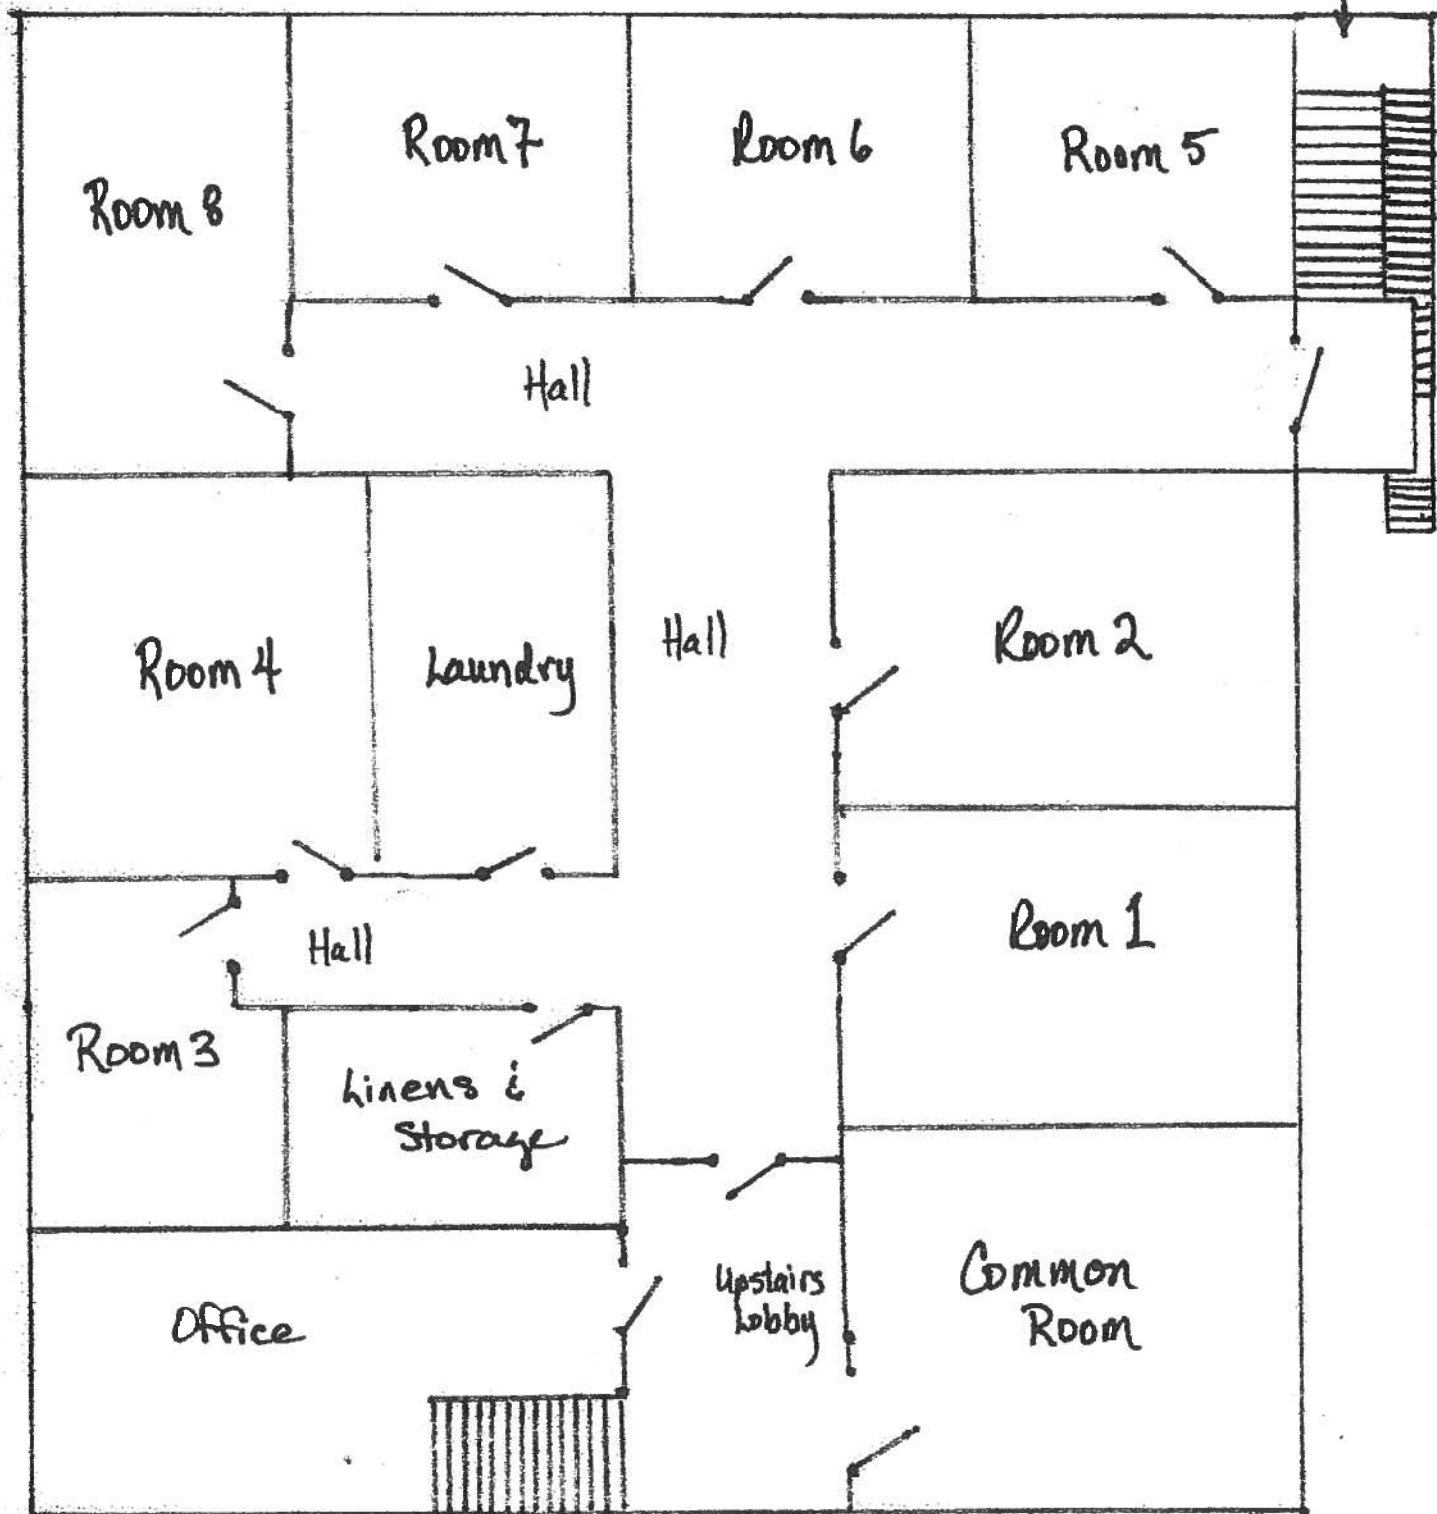 Room 7
Room 6
Room 5
Room 8
Hall
Room 4
Laundry
Hall
Room 2
Hall
Room 1
Room 3
Linens &
Storage
Office
Upstairs
Lobby
Common
Room